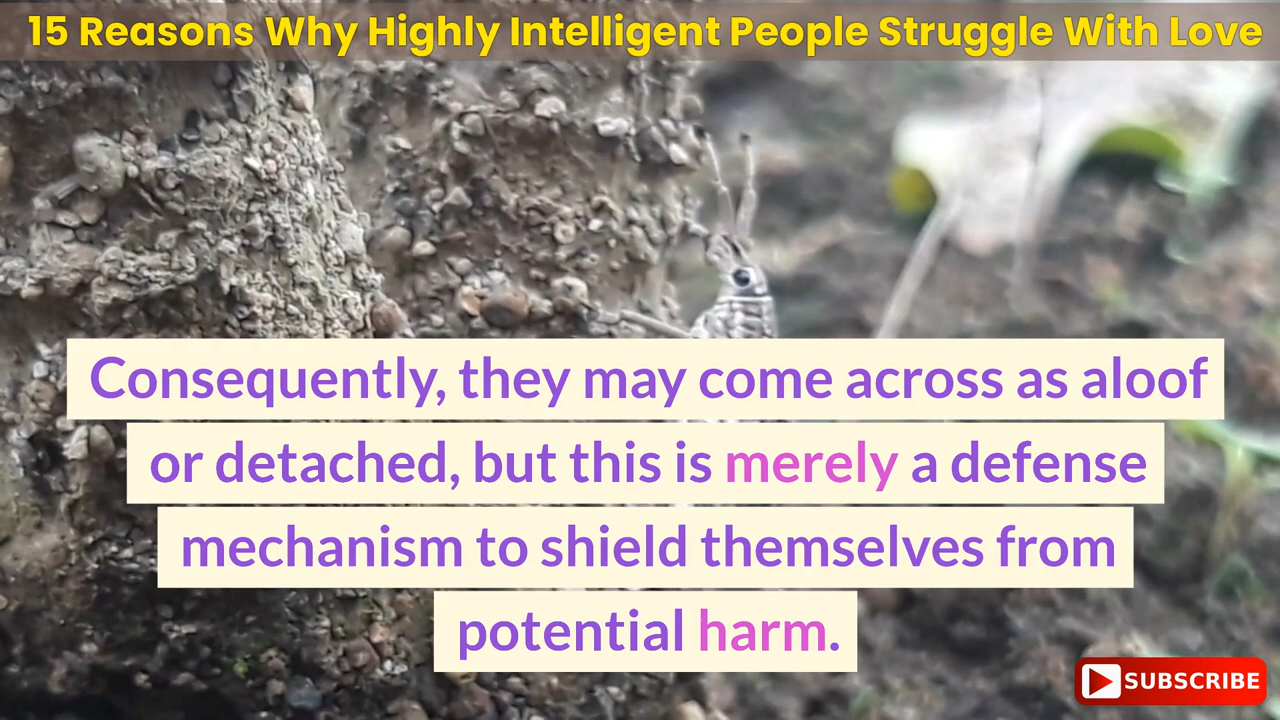 15 Reasons Why Highly Intelligent People Struggle With Love
Consequently, they may come across as aloof
or detached, but this is merely a defense
mechanism to shield themselves from
potential harm.
SUBSCRIBE